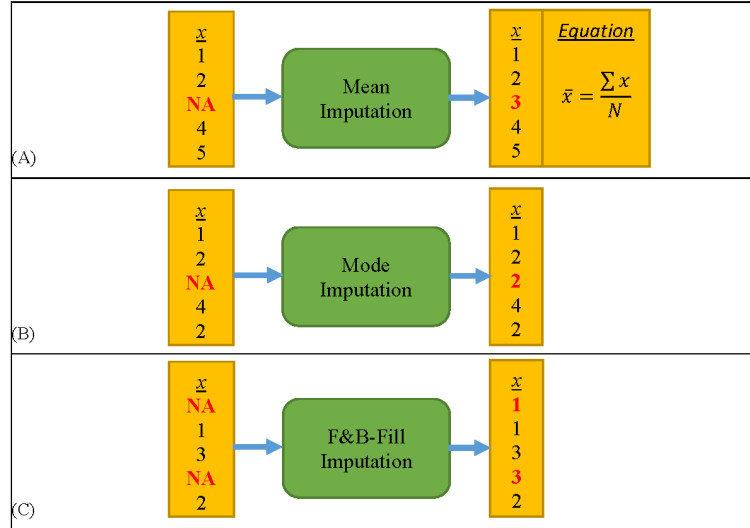 x
1
2
NA
4
5
Mean
Imputation
x
1
2
3
4
5
Equation
x̄ = ∑ x / N
(A)
x
1
2
NA
4
2
Mode
Imputation
x
1
2
2
4
2
(B)
x
NA
1
3
NA
2
F&B-Fill
Imputation
x
1
1
3
3
2
(C)